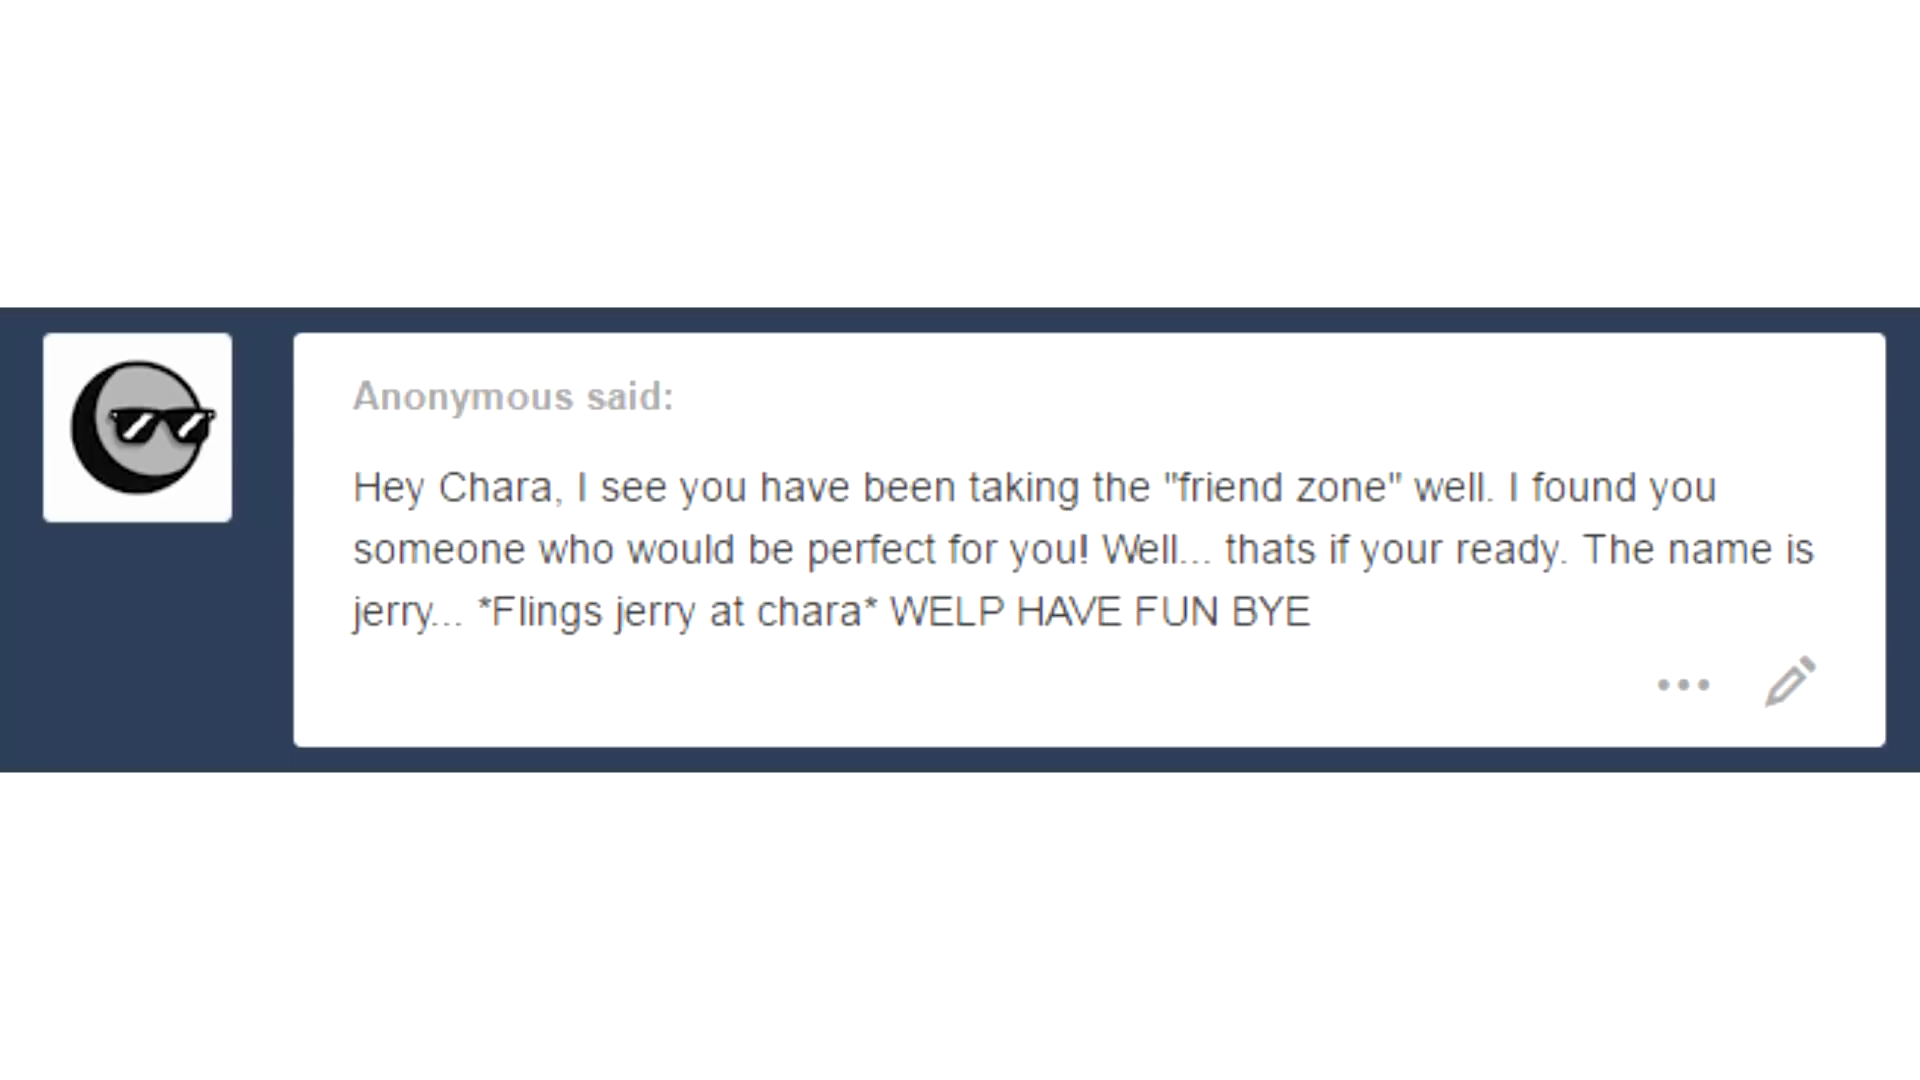 Anonymous said:
Hey Chara, I see you have been taking the "friend zone" well. I found you
someone who would be perfect for you! Well... thats if your ready. The name is
jerry... *Flings jerry at chara* WELP HAVE FUN BYE